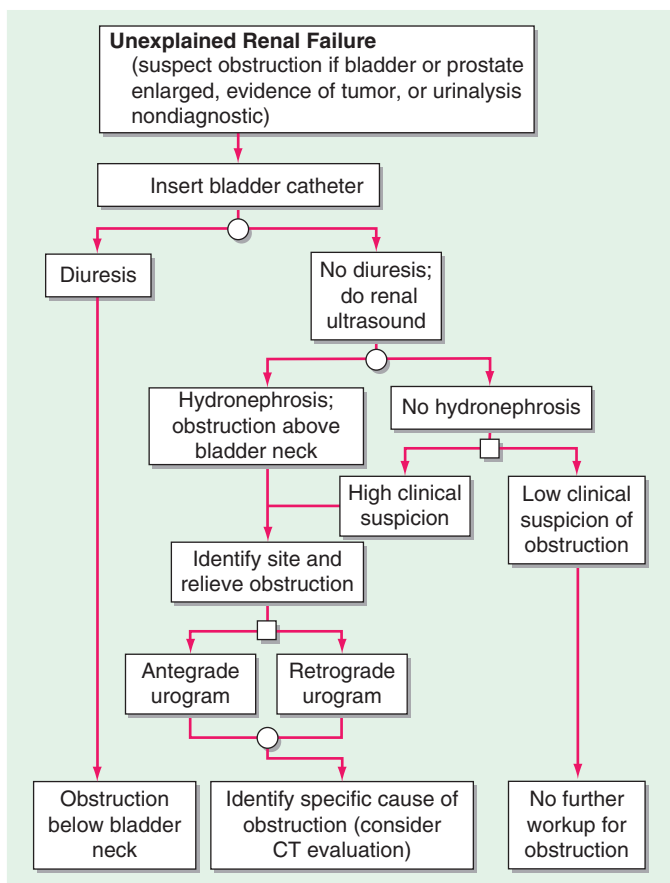 Unexplained Renal Failure
(suspect obstruction if bladder or prostate
enlarged, evidence of tumor, or urinalysis
nondiagnostic)
Insert bladder catheter
Diuresis
No diuresis;
do renal
ultrasound
Hydronephrosis;
obstruction above
bladder neck
No hydronephrosis
High clinical
suspicion
Low clinical
suspicion of
obstruction
Identify site and
relieve obstruction
Antegrade
urogram
Retrograde
urogram
Obstruction
below bladder
neck
Identify specific cause of
obstruction (consider
CT evaluation)
No further
workup for
obstruction